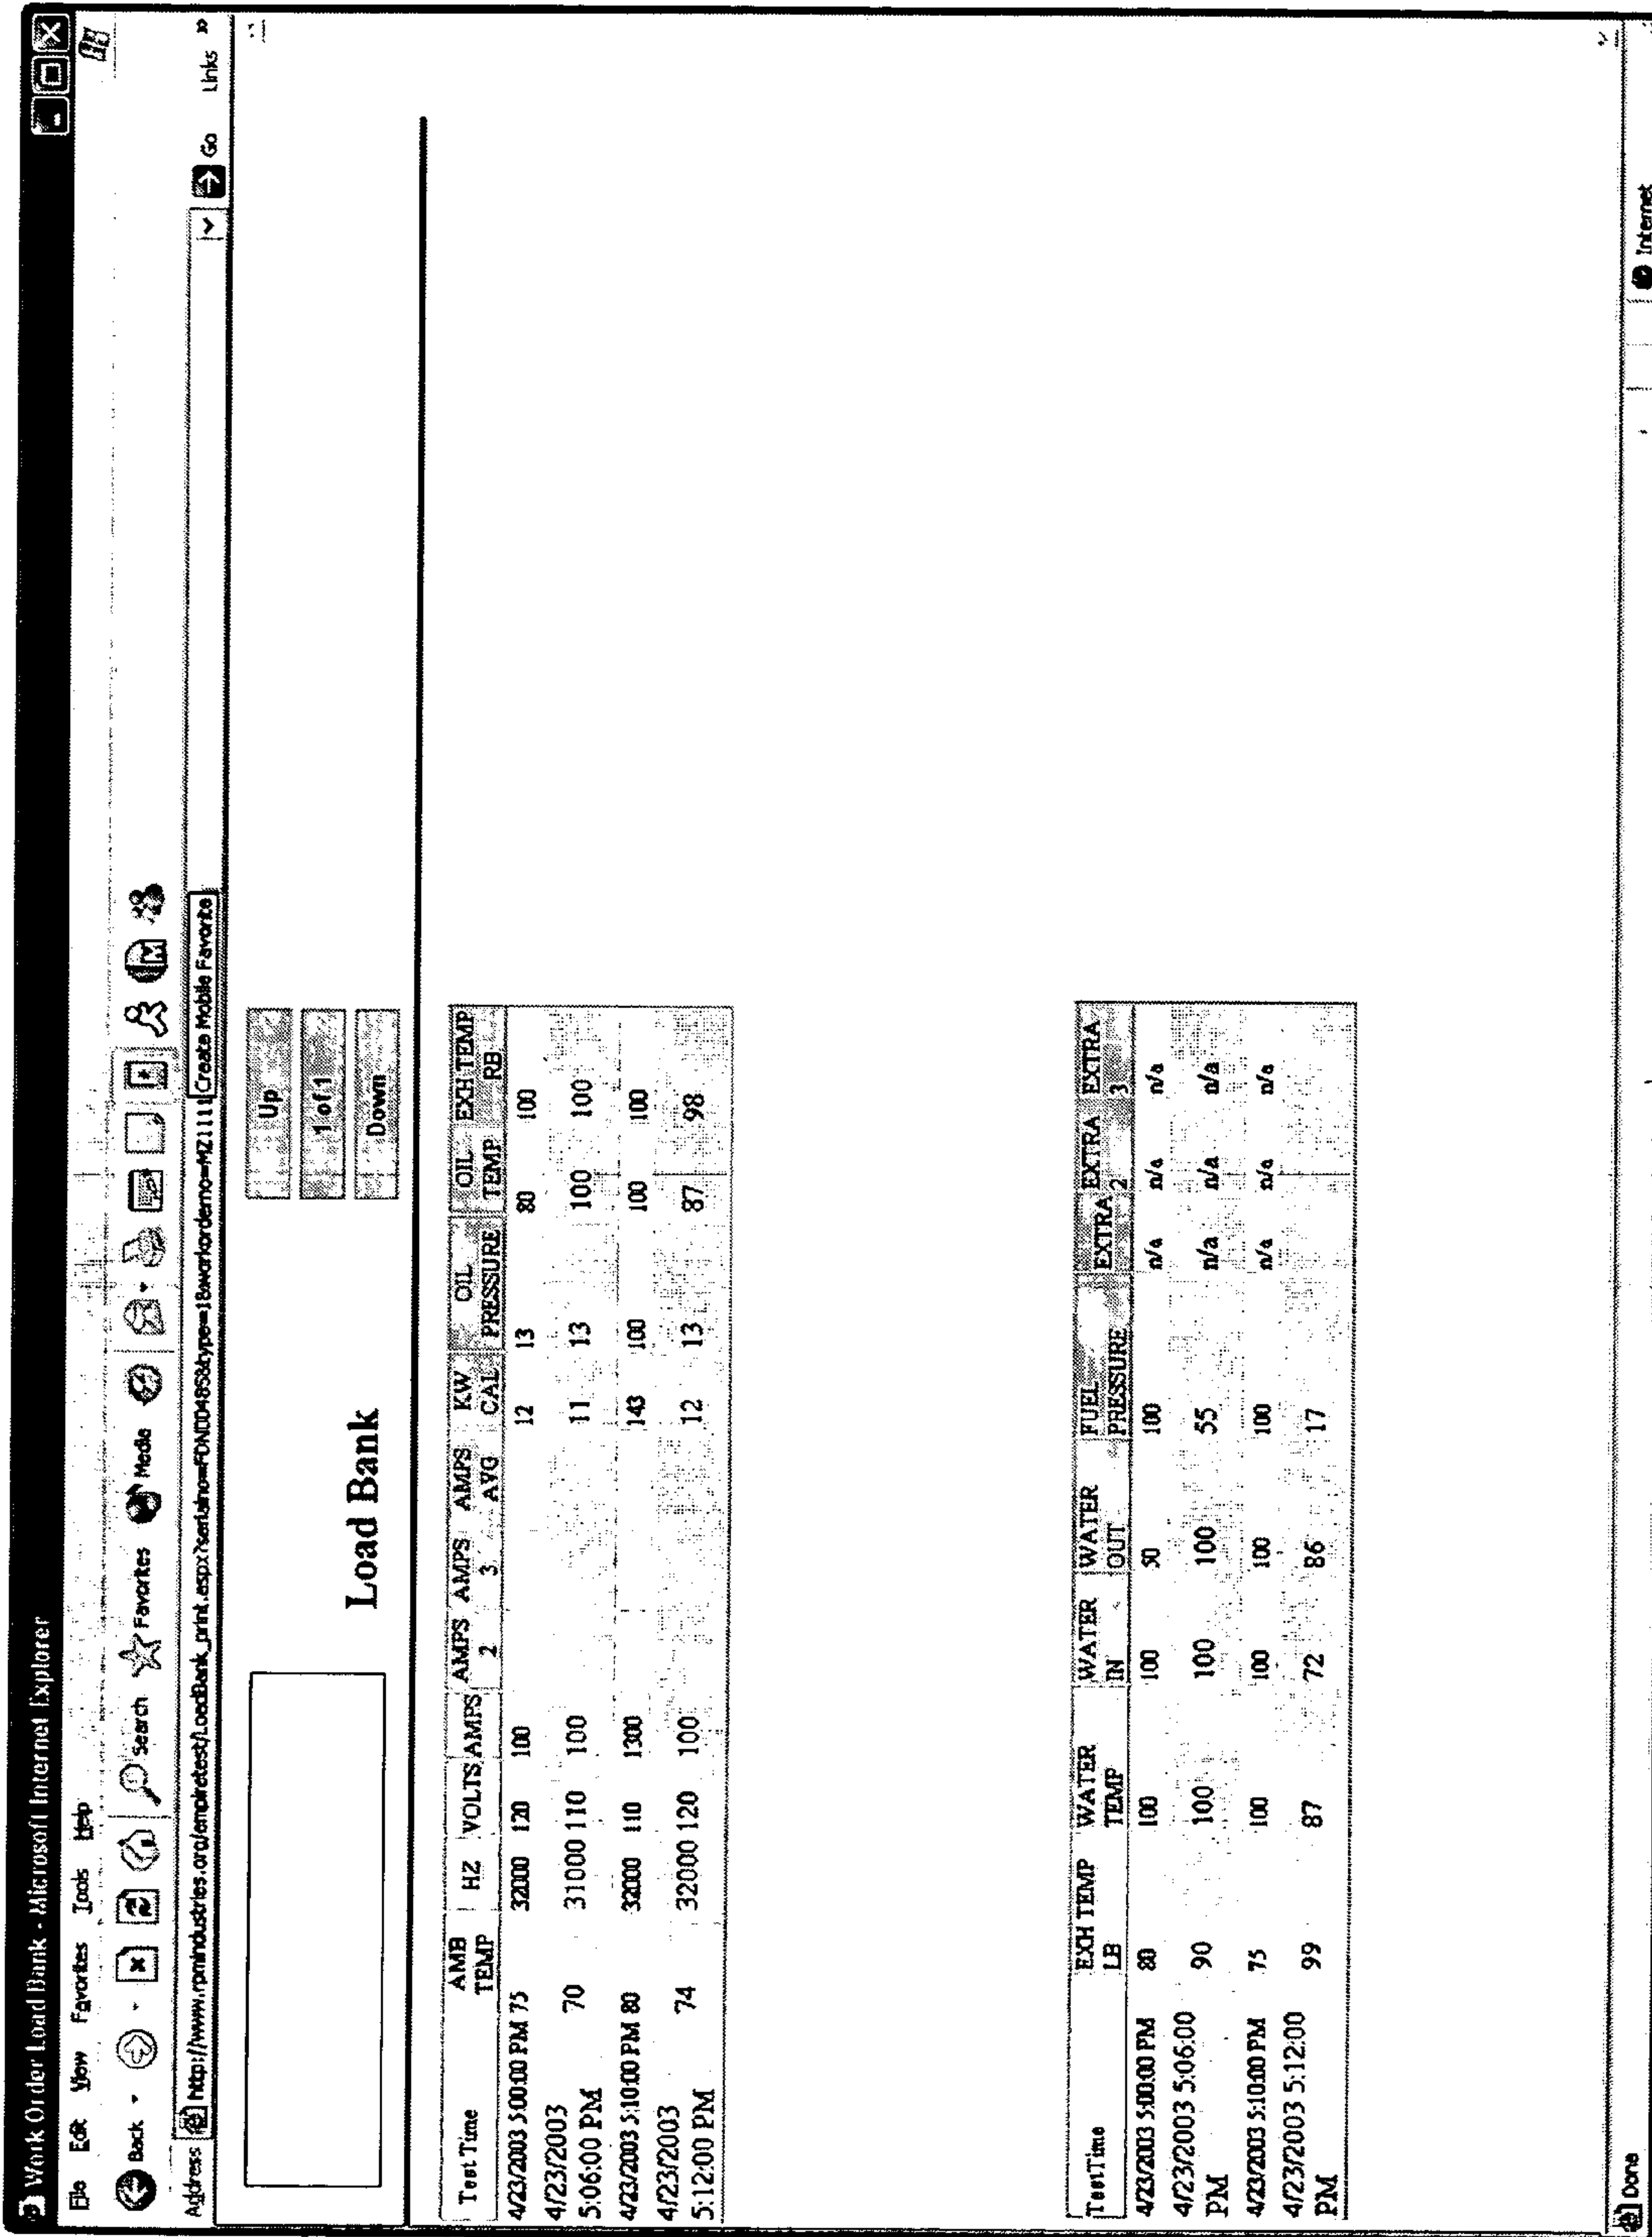 Work Order Load Bank - Microsoft Internet Explorer
File Edit View Favorites Tools Help
Back Search Favorites Media
Address http://www.rpmindustries.org/empiretest/LoadBank_print.aspx?serialno=FDN00485&type=1&workorderno=MZ1111 Create Mobile Favorite Go Links »
Up
1 of 1
Down
Load Bank
Test Time AMB TEMP HZ VOLTS AMPS AMPS 2 AMPS 3 AMPS AVG KW CAL OIL PRESSURE OIL TEMP EXH TEMP RB
4/23/2003 5:00:00 PM 75 32000 120 100 12 13 80 100
4/23/2003 5:06:00 PM 70 31000 110 100 11 13 100 100
4/23/2003 5:10:00 PM 80 32000 110 1300 143 100 100 100
4/23/2003 5:12:00 PM 74 32000 120 100 12 13 87 98
TestTime EXH TEMP LB WATER TEMP WATER IN WATER OUT FUEL PRESSURE EXTRA EXTRA 2 EXTRA 3
4/23/2003 5:00:00 PM 80 100 100 50 100 n/a n/a n/a
4/23/2003 5:06:00 PM 90 100 100 100 55 n/a n/a n/a
4/23/2003 5:10:00 PM 75 100 100 100 100 n/a n/a n/a
4/23/2003 5:12:00 PM 99 87 72 86 17
Done Internet